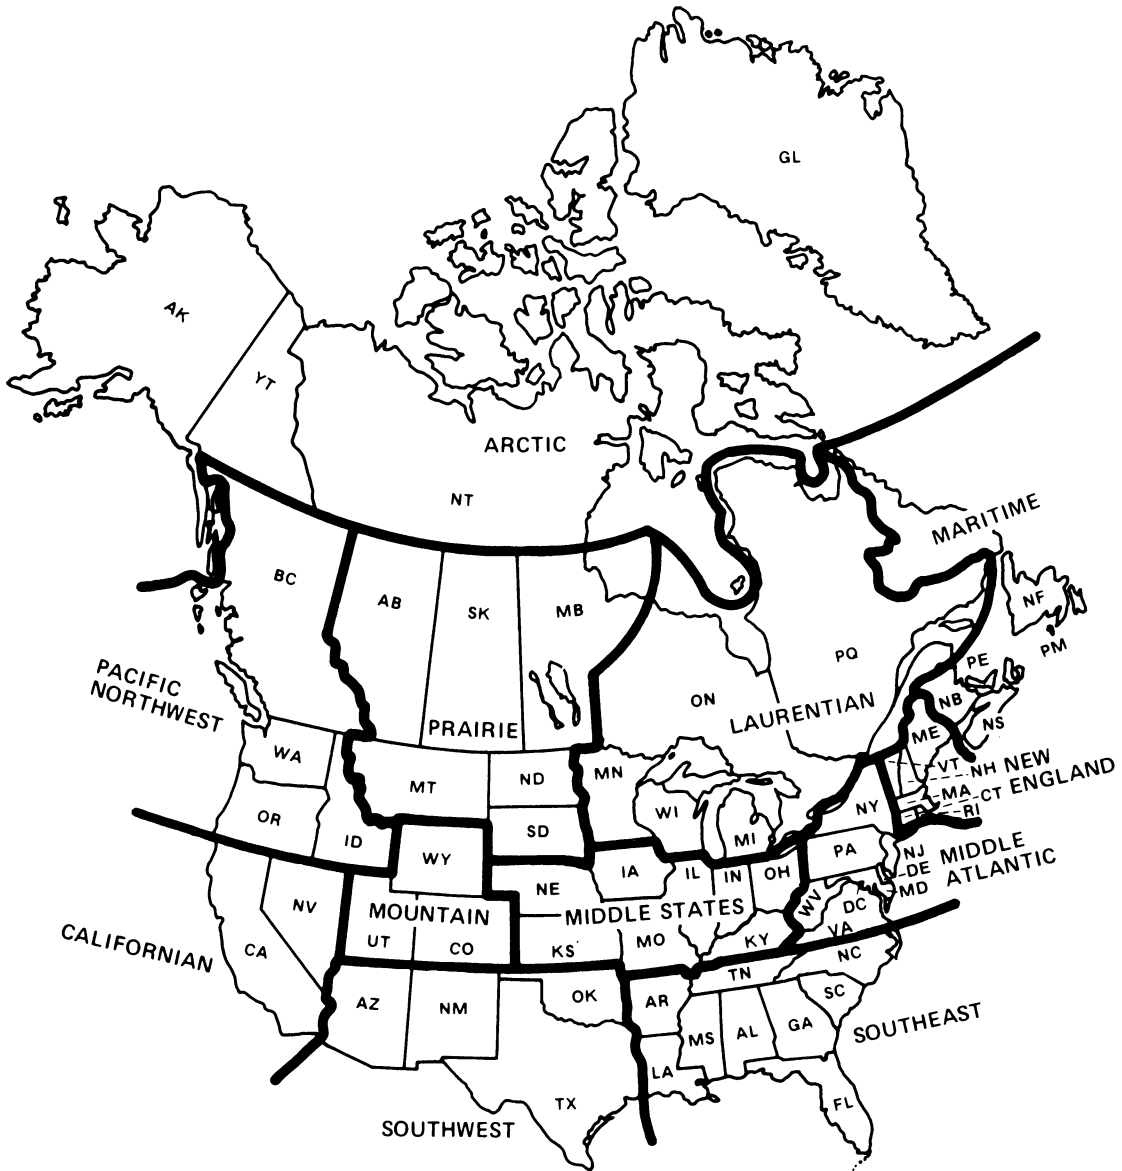 GL
AK
YT
ARCTIC
NT
MARITIME
BC
AB
SK
MB
NF
PM
PE
PQ
PACIFIC
NORTHWEST
ON
LAURENTIAN
NB
NS
PRAIRIE
ME
WA
MT
ND
MN
VT
NH
NEW
ENGLAND
MA
CT
RI
OR
ID
SD
WI
MI
NY
WY
IA
IL
IN
OH
PA
NJ
DE
MD
MIDDLE
ATLANTIC
NE
WV
DC
VA
NV
MOUNTAIN
MIDDLE STATES
CALIFORNIAN
CA
UT
CO
KS
MO
KY
TN
NC
AZ
NM
OK
AR
SC
MS
AL
GA
SOUTHEAST
LA
TX
FL
SOUTHWEST